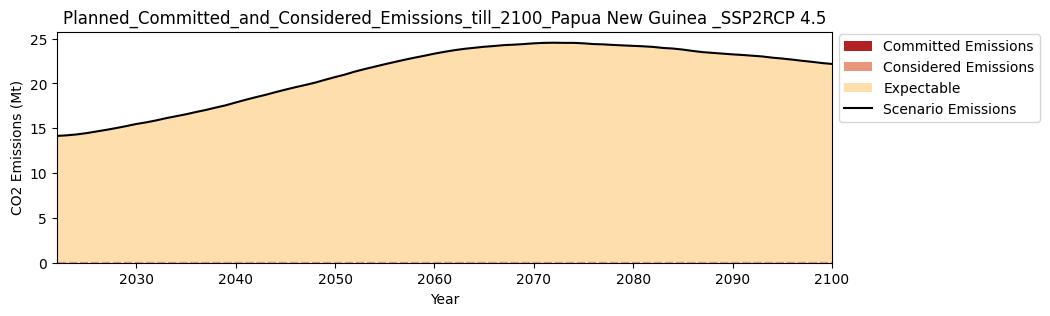 Planned_Committed_and_Considered_Emissions_till_2100_Papua New Guinea _SSP2RCP 4.5
25
20
15
10
5
0
CO2 Emissions (Mt)
2030 2040 2050 2060 2070 2080 2090 2100
Year
Committed Emissions
Considered Emissions
Expectable
Scenario Emissions